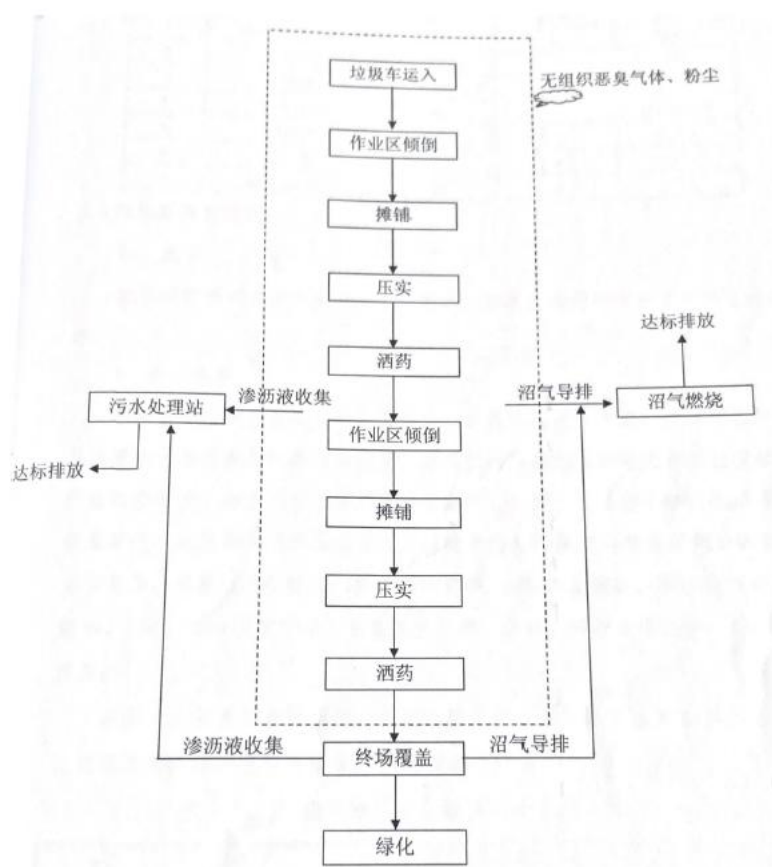 垃圾车运入
无组织恶臭气体、粉尘
作业区倾倒
摊铺
压实
达标排放
洒药
渗沥液收集
沼气导排
污水处理站
沼气燃烧
作业区倾倒
达标排放
摊铺
压实
洒药
渗沥液收集
终场覆盖
沼气导排
绿化